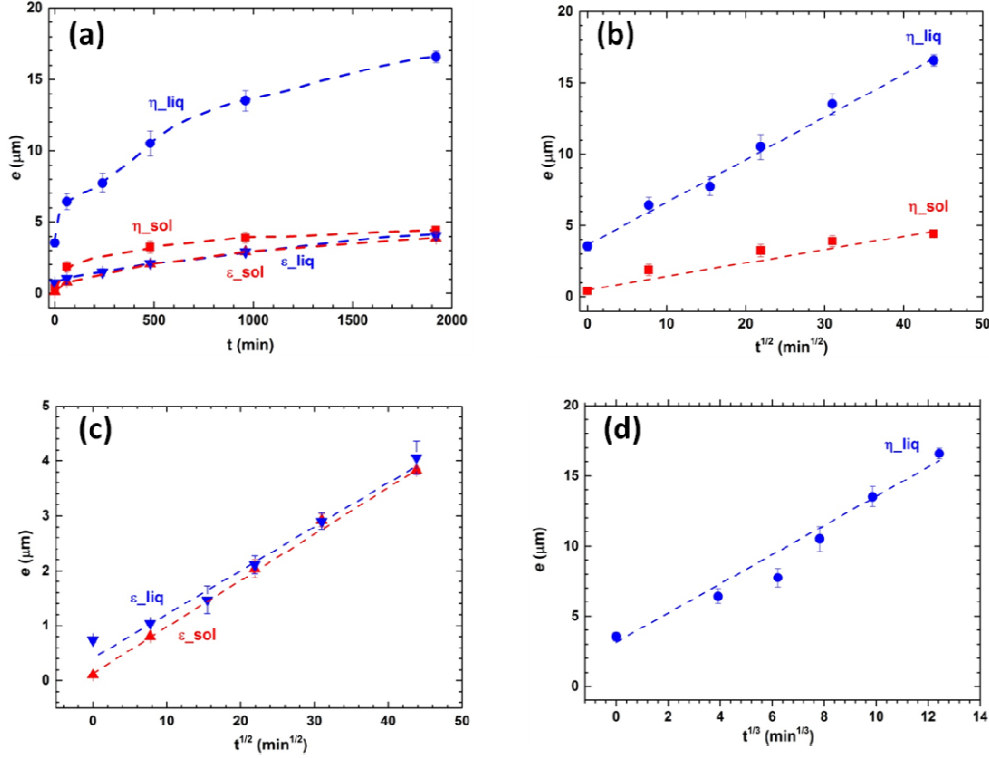 (a)
20
15
10
5
0
e (μm)
η_liq
η_sol
ε_liq
ε_sol
0 500 1000 1500 2000
t (min)
(b)
20
15
10
5
0
e (μm)
η_liq
η_sol
0 10 20 30 40 50
t^1/2 (min^1/2)
(c)
5
4
3
2
1
0
e (μm)
ε_liq
ε_sol
0 10 20 30 40 50
t^1/2 (min^1/2)
(d)
20
15
10
5
0
e (μm)
η_liq
0 2 4 6 8 10 12 14
t^1/3 (min^1/3)